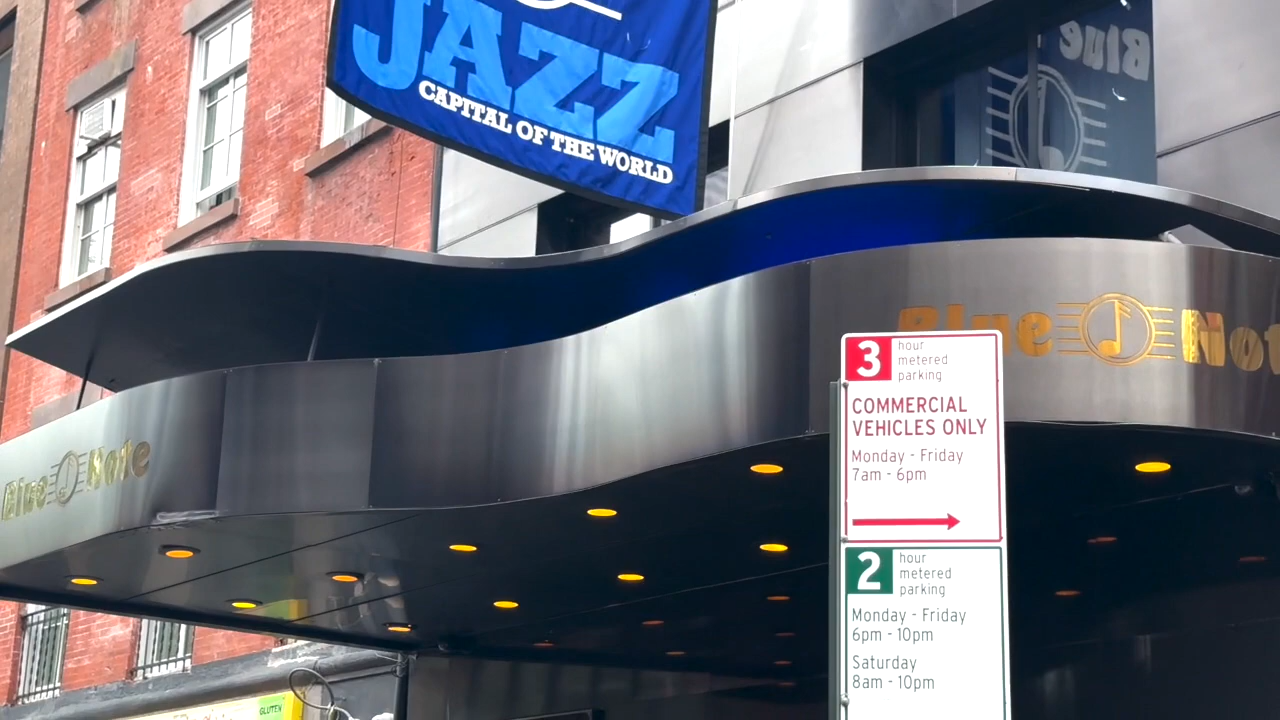 JAZZ
CAPITAL OF THE WORLD
Blue
Blue Note
Blue Note
3 hour
metered
parking
COMMERCIAL
VEHICLES ONLY
Monday - Friday
7am - 6pm
2 hour
metered
parking
Monday - Friday
6pm - 10pm
Saturday
8am - 10pm
GLUTEN